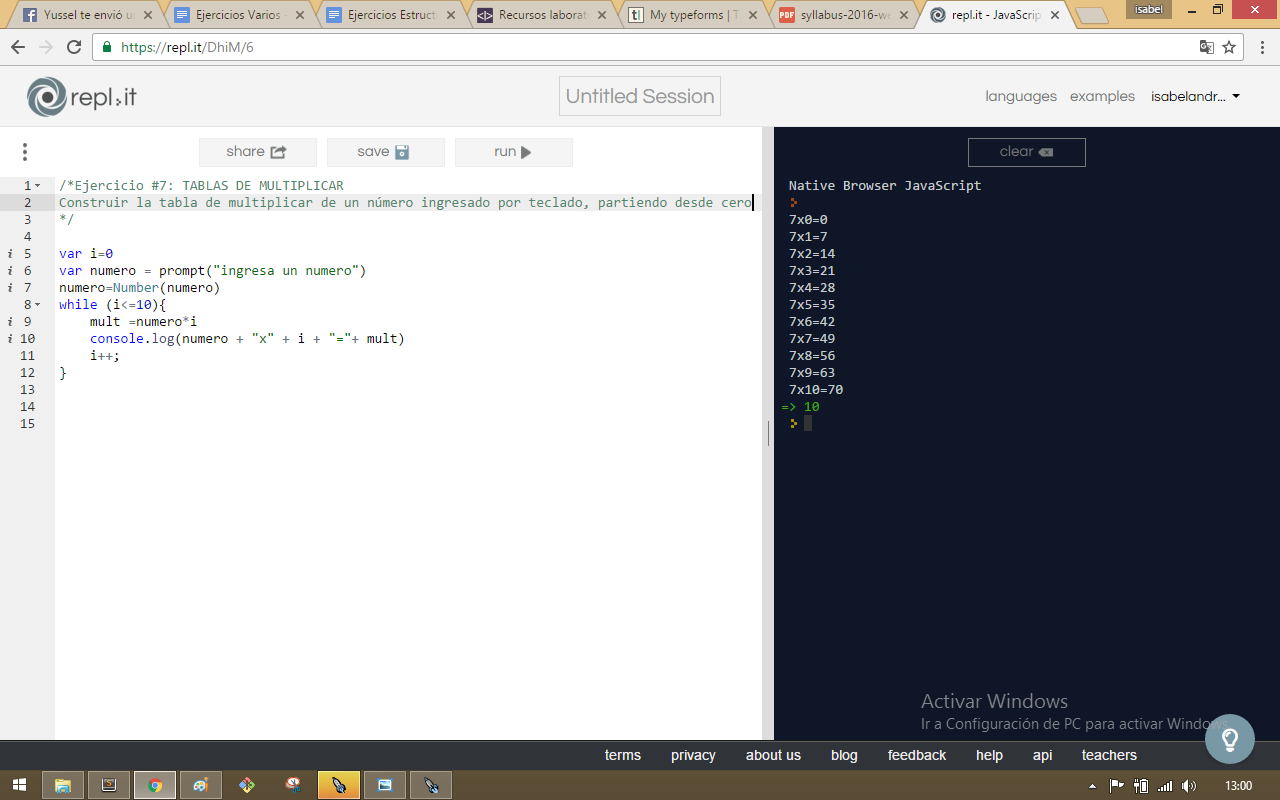 Yussel te envió u
Ejercicios Varios -
Ejercicios Estruct
Recursos laborat
My typeforms | T
syllabus-2016-we
repl.it - JavaScrip
isabel
https://repl.it/DhiM/6
repl.it
Untitled Session
languages examples isabelandr...
share save run clear
1 /*Ejercicio #7: TABLAS DE MULTIPLICAR
2 Construir la tabla de multiplicar de un número ingresado por teclado, partiendo desde cero
3 */
4
i 5 var i=0
i 6 var numero = prompt("ingresa un numero")
i 7 numero=Number(numero)
8 while (i<=10){
i 9 mult =numero*i
i 10 console.log(numero + "x" + i + "="+ mult)
11 i++;
12 }
13
14
15
Native Browser JavaScript
7x0=0
7x1=7
7x2=14
7x3=21
7x4=28
7x5=35
7x6=42
7x7=49
7x8=56
7x9=63
7x10=70
=> 10
Activar Windows
Ir a Configuración de PC para activar Windows.
terms privacy about us blog feedback help api teachers
13:00